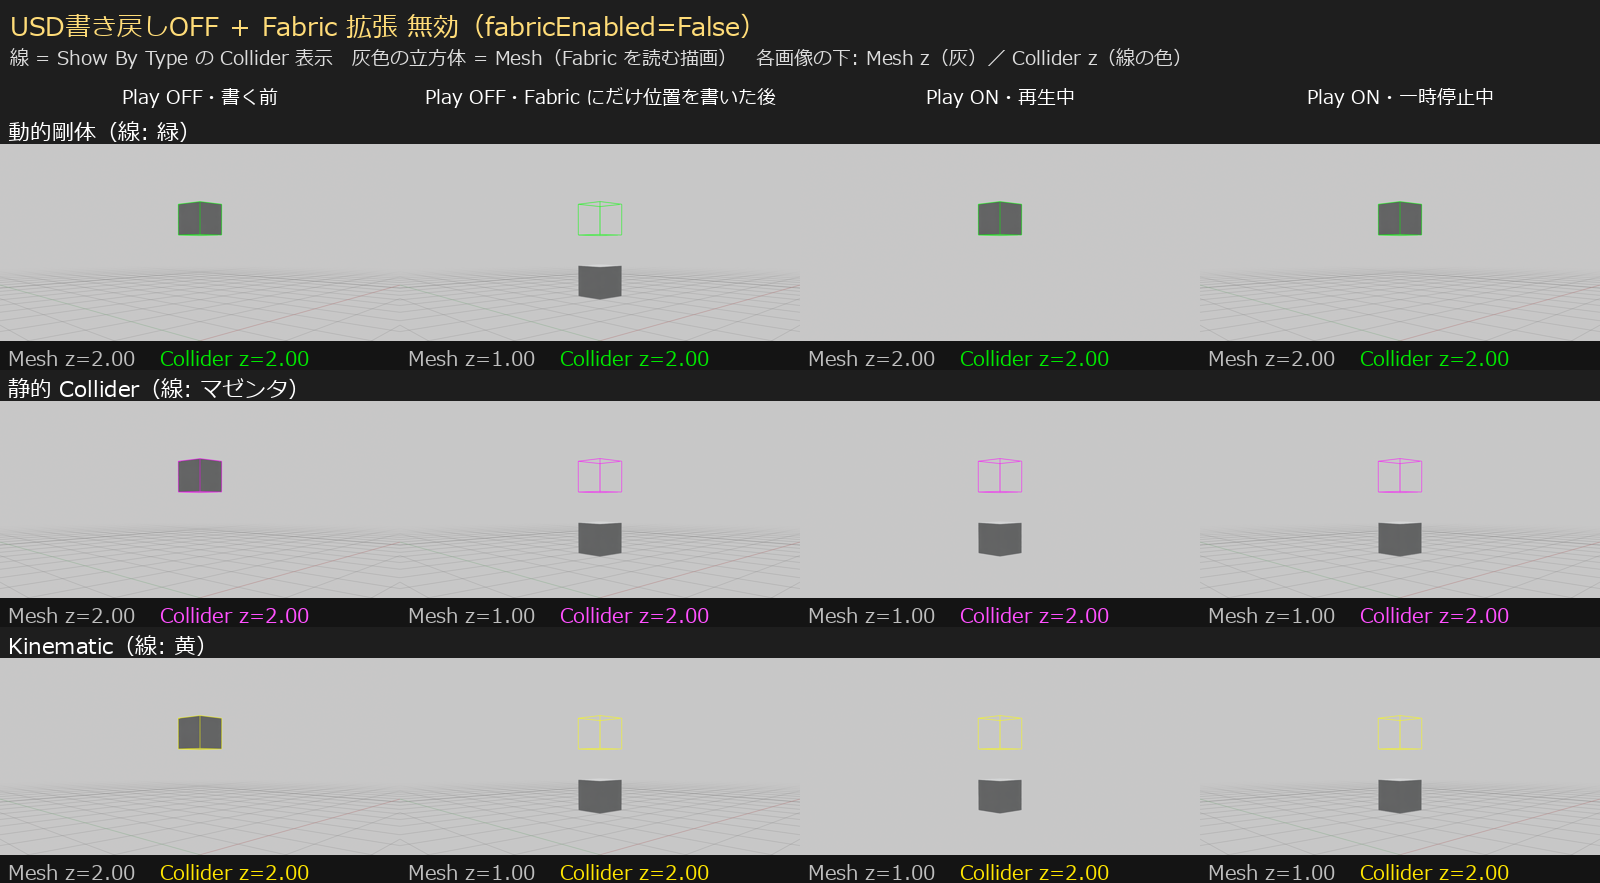 USD書き戻しOFF + Fabric 拡張 無効（fabricEnabled=False）
線 = Show By Type の Collider 表示　灰色の立方体 = Mesh（Fabric を読む描画）　各画像の下: Mesh z（灰）／ Collider z（線の色）
Play OFF・書く前　Play OFF・Fabric にだけ位置を書いた後　Play ON・再生中　Play ON・一時停止中
動的剛体（線: 緑）
Mesh z=2.00　Collider z=2.00　Mesh z=1.00　Collider z=2.00　Mesh z=2.00　Collider z=2.00　Mesh z=2.00　Collider z=2.00
静的 Collider（線: マゼンタ）
Mesh z=2.00　Collider z=2.00　Mesh z=1.00　Collider z=2.00　Mesh z=1.00　Collider z=2.00　Mesh z=1.00　Collider z=2.00
Kinematic（線: 黄）
Mesh z=2.00　Collider z=2.00　Mesh z=1.00　Collider z=2.00　Mesh z=1.00　Collider z=2.00　Mesh z=1.00　Collider z=2.00